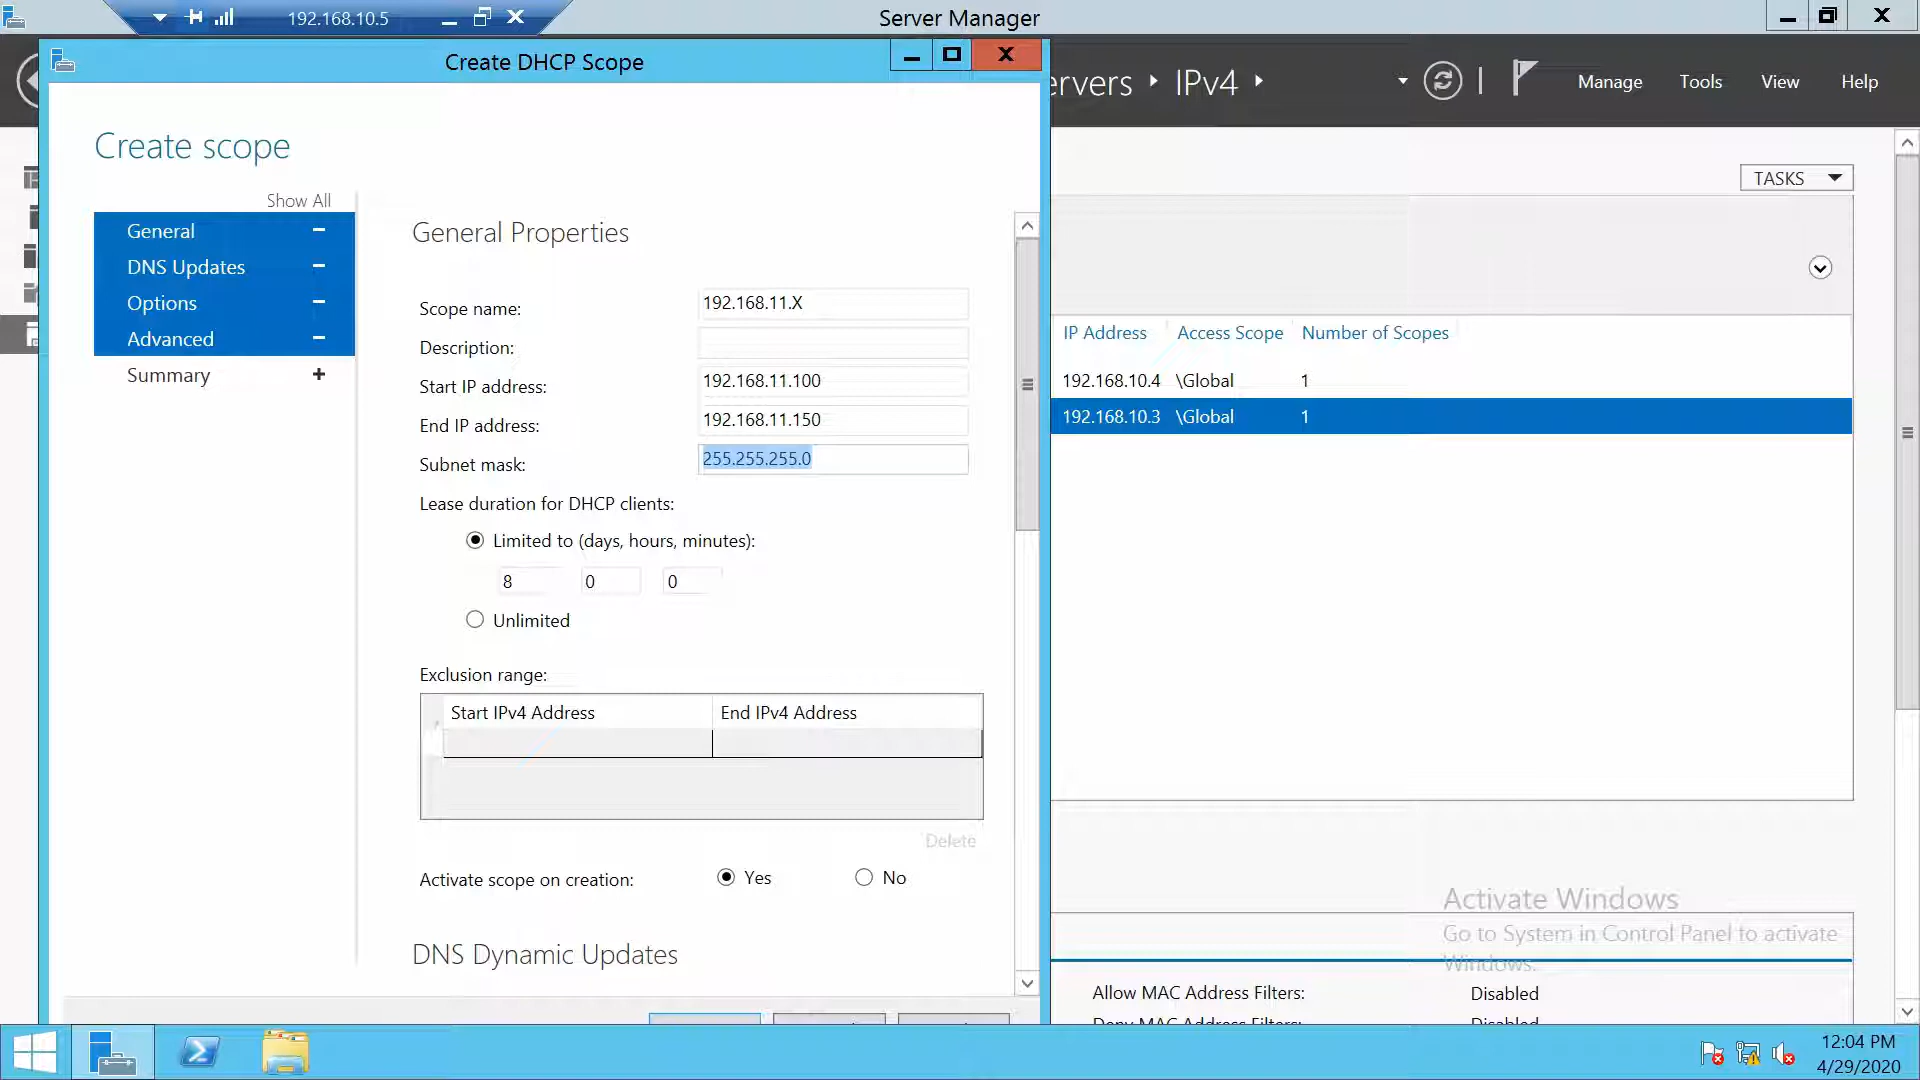 192.168.10.5
Server Manager
Create DHCP Scope
ervers
IPv4
Manage
Tools
View
Help
Create scope
TASKS
Show All
General
DNS Updates
Options
Advanced
Summary
General Properties
Scope name:
192.168.11.X
Description:
Start IP address:
192.168.11.100
End IP address:
192.168.11.150
Subnet mask:
255.255.255.0
Lease duration for DHCP clients:
Limited to (days, hours, minutes):
8
0
0
Unlimited
Exclusion range:
Start IPv4 Address
End IPv4 Address
Delete
Activate scope on creation:
Yes
No
DNS Dynamic Updates
IP Address
Access Scope
Number of Scopes
192.168.10.4 \Global 1
192.168.10.3 \Global 1
Activate Windows
Go to System in Control Panel to activate
Windows.
Allow MAC Address Filters:
Disabled
Deny MAC Address Filters:
Disabled
12:04 PM
4/29/2020